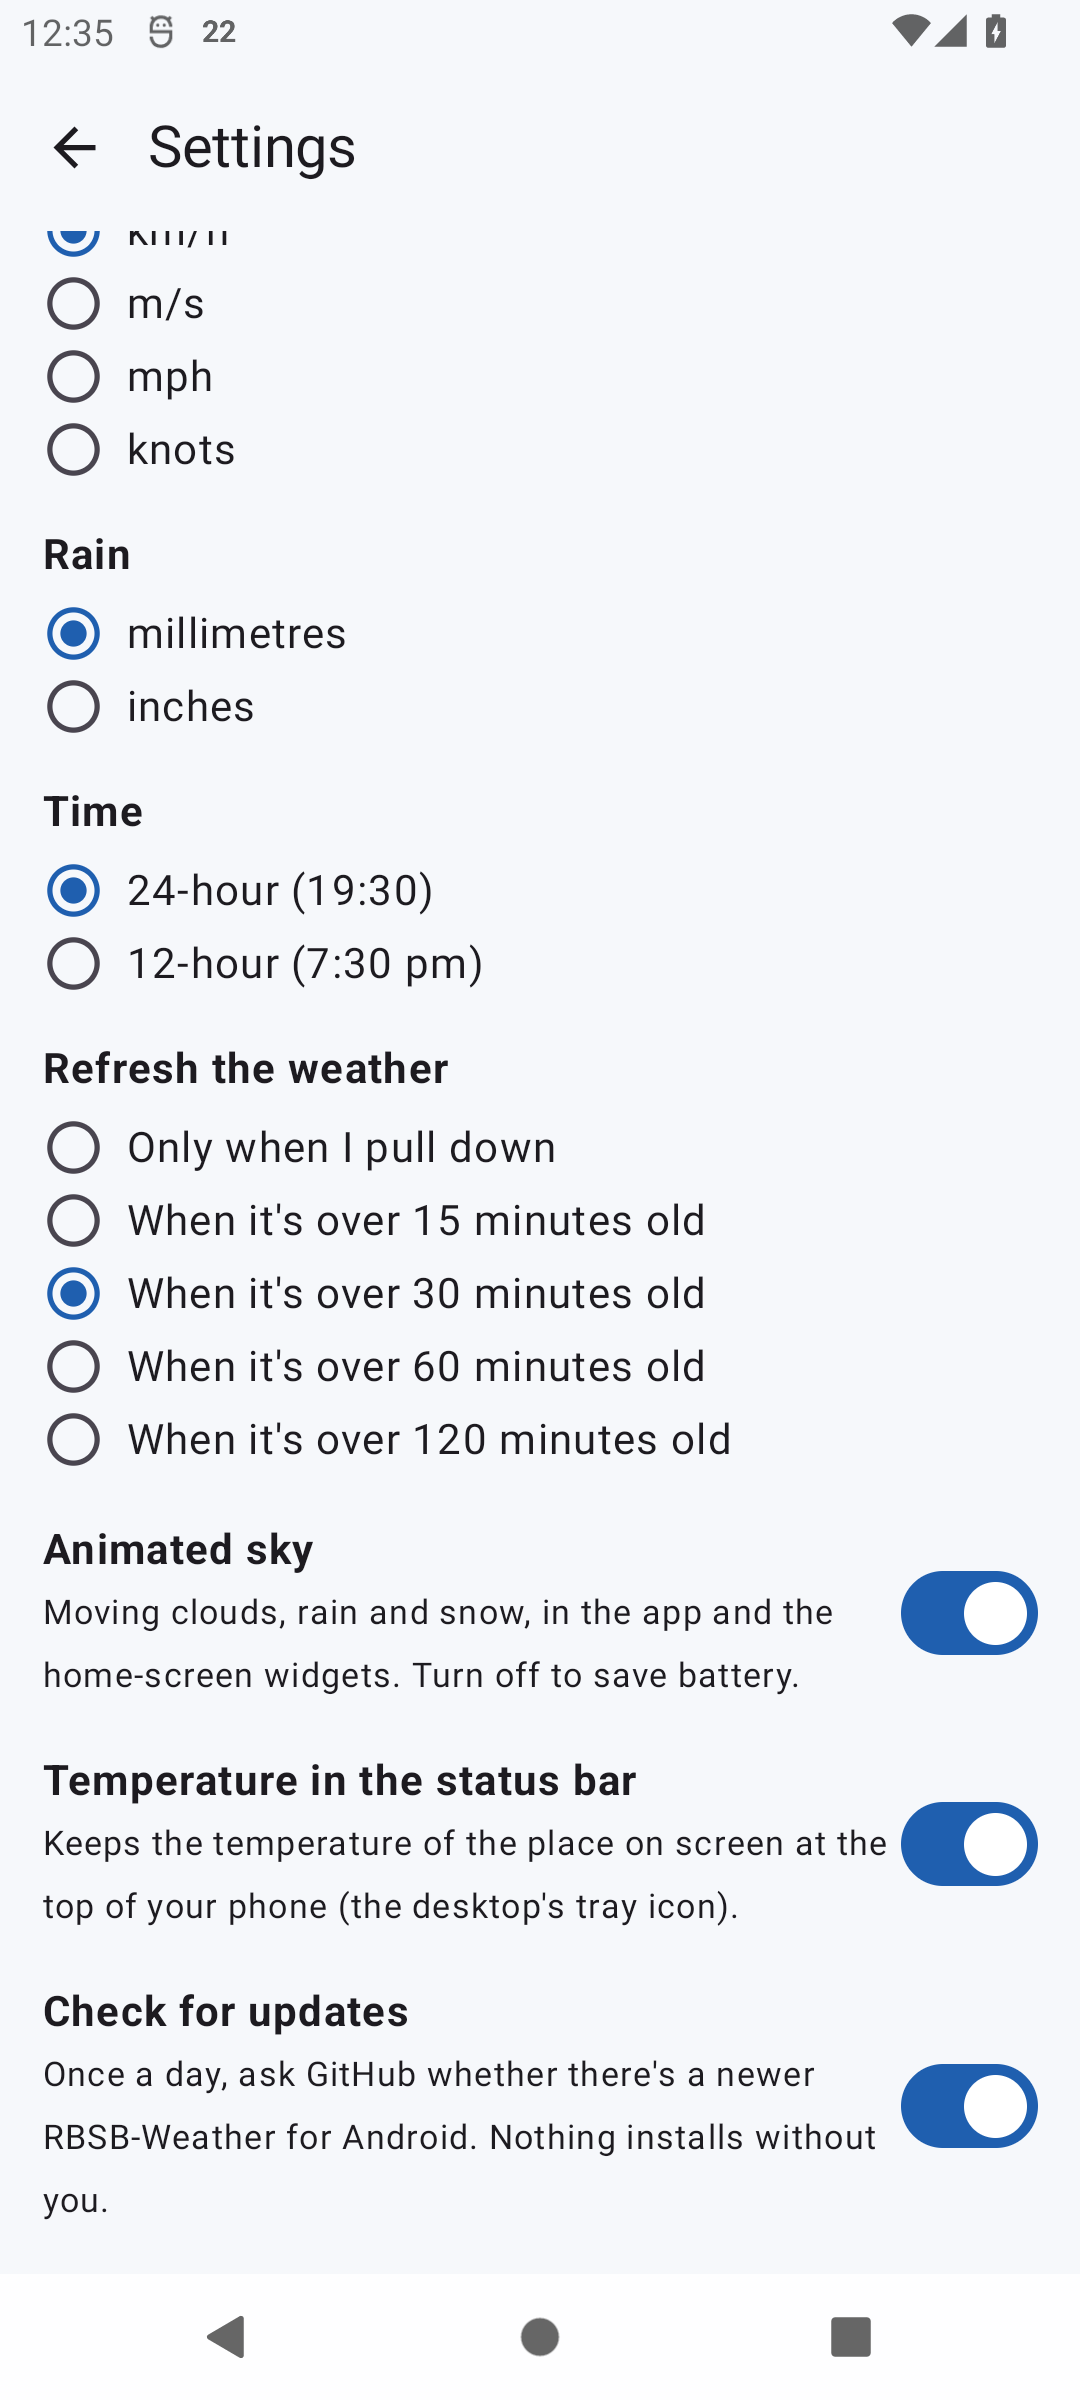 12:35 22
Settings
km/h
m/s
mph
knots
Rain
millimetres
inches
Time
24-hour (19:30)
12-hour (7:30 pm)
Refresh the weather
Only when I pull down
When it's over 15 minutes old
When it's over 30 minutes old
When it's over 60 minutes old
When it's over 120 minutes old
Animated sky
Moving clouds, rain and snow, in the app and the
home-screen widgets. Turn off to save battery.
Temperature in the status bar
Keeps the temperature of the place on screen at the
top of your phone (the desktop's tray icon).
Check for updates
Once a day, ask GitHub whether there's a newer
RBSB-Weather for Android. Nothing installs without
you.